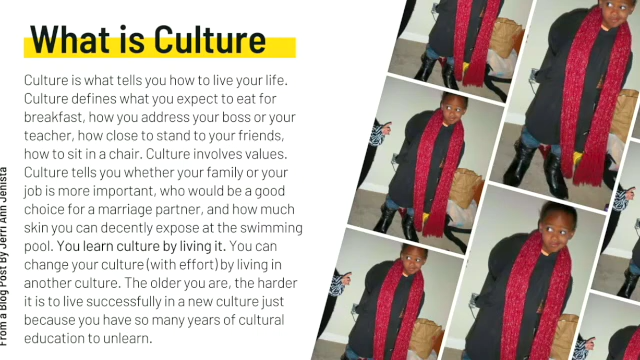 What is Culture
Culture is what tells you how to live your life.
Culture defines what you expect to eat for
breakfast, how you address your boss or your
teacher, how close to stand to your friends,
how to sit in a chair. Culture involves values.
Culture tells you whether your family or your
job is more important, who would be a good
choice for a marriage partner, and how much
skin you can decently expose at the swimming
pool. You learn culture by living it. You can
change your culture (with effort) by living in
another culture. The older you are, the harder
it is to live successfully in a new culture just
because you have so many years of cultural
education to unlearn.
From a Blog Post By Jerri Ann Jenista